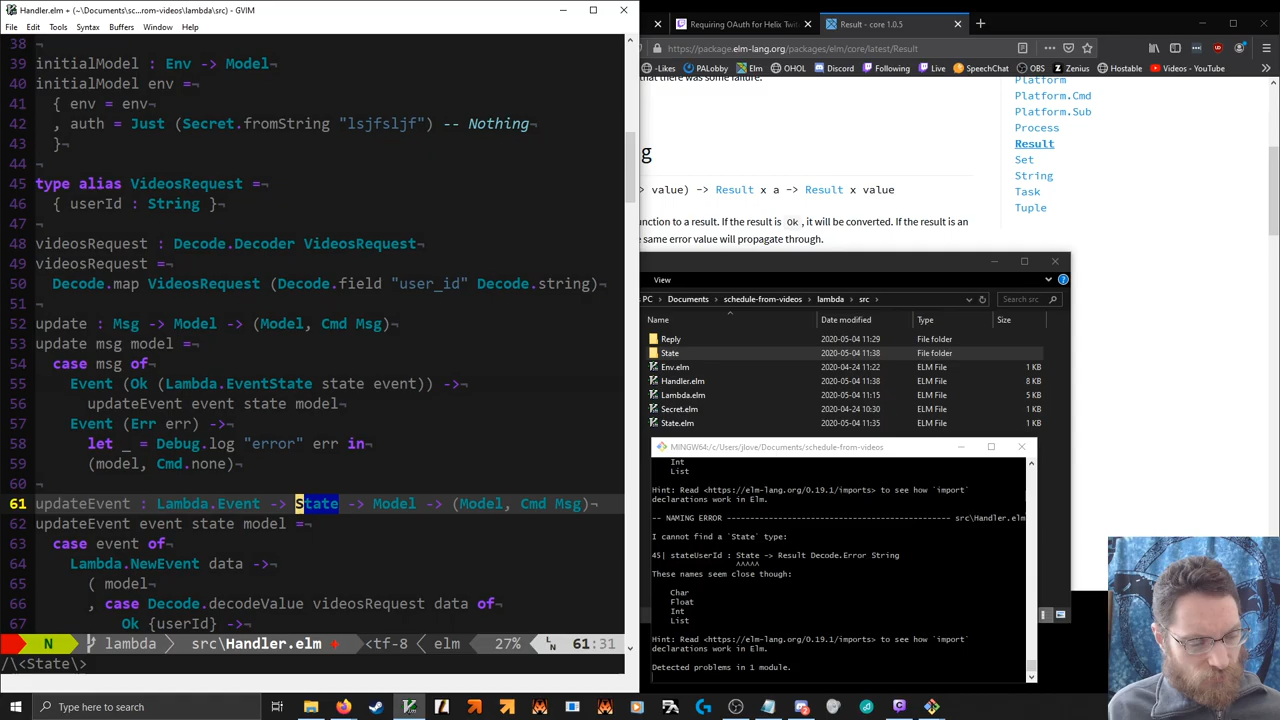 Handler.elm + (~\Documents\sc...rom-videos\lambda\src) - GVIM
File Edit Tools Syntax Buffers Window Help
38 ¬
39 initialModel : Env -> Model¬
40 initialModel env =¬
41 { env = env¬
42 , auth = Just (Secret.fromString "lsjfsljf") -- Nothing¬
43 }¬
44 ¬
45 type alias VideosRequest =¬
46 { userId : String }¬
47 ¬
48 videosRequest : Decode.Decoder VideosRequest¬
49 videosRequest =¬
50 Decode.map VideosRequest (Decode.field "user_id" Decode.string)¬
51 ¬
52 update : Msg -> Model -> (Model, Cmd Msg)¬
53 update msg model =¬
54 case msg of¬
55 Event (Ok (Lambda.EventState state event)) ->¬
56 updateEvent event state model¬
57 Event (Err err) ->¬
58 let _ = Debug.log "error" err in¬
59 (model, Cmd.none)¬
60 ¬
61 updateEvent : Lambda.Event -> State -> Model -> (Model, Cmd Msg)¬
62 updateEvent event state model =¬
63 case event of¬
64 Lambda.NewEvent data ->¬
65 ( model¬
66 , case Decode.decodeValue videosRequest data of¬
67 Ok {userId} ->¬
N lambda src\Handler.elm + <tf-8 elm 27% LN 61:31
/\<State\>
Requiring OAuth for Helix Twi
Result - core 1.0.5
https://package.elm-lang.org/packages/elm/core/latest/Result
-Likes PALobby Elm OHOL Discord Following Live SpeechChat OBS Zenius Hostable Videos - YouTube
that there was some failure.
g
value) -> Result x a -> Result x value
nction to a result. If the result is Ok, it will be converted. If the result is an
e same error value will propagate through.
Platform
Platform.Cmd
Platform.Sub
Process
Result
Set
String
Task
Tuple
View
PC Documents schedule-from-videos lambda src
Search src
Name Date modified Type Size
Reply 2020-05-04 11:29 File folder
State 2020-05-04 11:38 File folder
Env.elm 2020-04-24 11:22 ELM File 1 KB
Handler.elm 2020-05-04 11:38 ELM File 8 KB
Lambda.elm 2020-05-04 11:15 ELM File 5 KB
Secret.elm 2020-04-24 10:30 ELM File 1 KB
State.elm 2020-05-04 11:35 ELM File 1 KB
MINGW64:/c/Users/jlove/Documents/schedule-from-videos
Int
List
Hint: Read <https://elm-lang.org/0.19.1/imports> to see how `import`
declarations work in Elm.
-- NAMING ERROR ---------------------------------------------- src\Handler.elm
I cannot find a `State` type:
45| stateUserId : State -> Result Decode.Error String
^^^^^
These names seem close though:
Char
Float
Int
List
Hint: Read <https://elm-lang.org/0.19.1/imports> to see how `import`
declarations work in Elm.
Detected problems in 1 module.
Type here to search